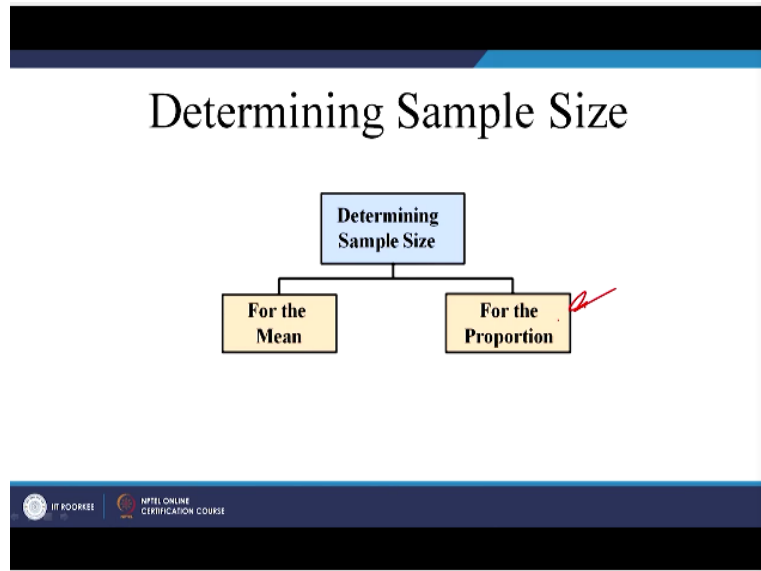 Determining Sample Size
Determining
Sample Size
For the
Mean
For the
Proportion
IIT ROORKEE
NPTEL ONLINE
CERTIFICATION COURSE